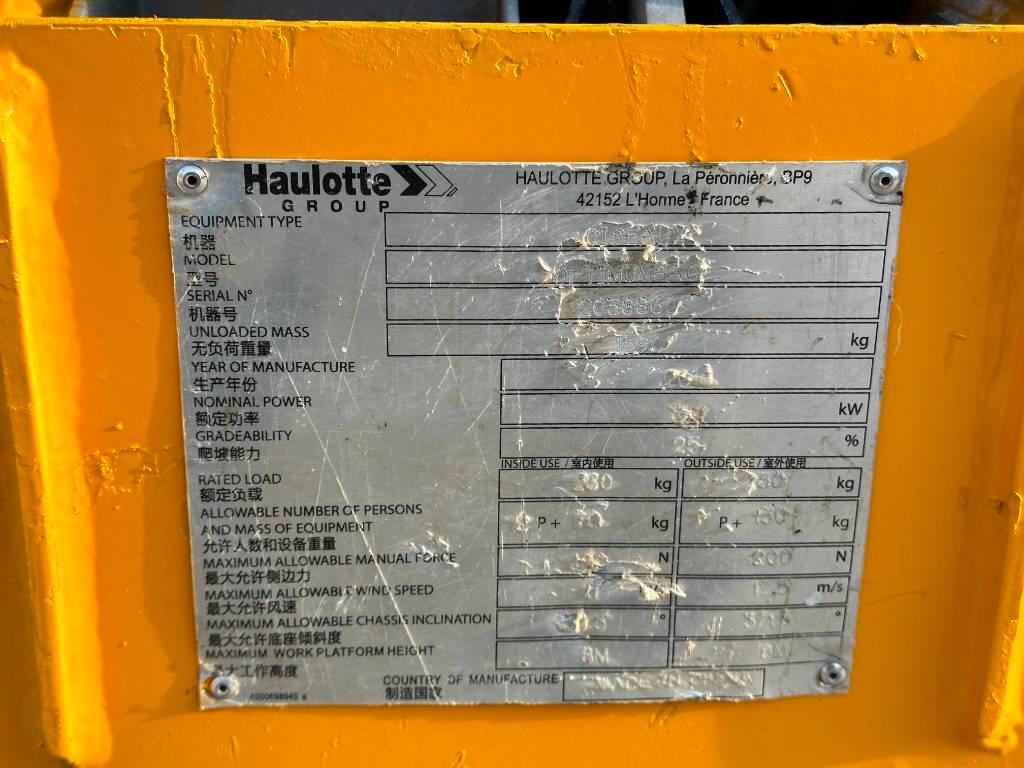 Haulotte
GROUP
HAULOTTE GROUP, La Péronnière, BP9
42152 L'Horme - France
EQUIPMENT TYPE
机器
MODEL
型号
SERIAL N°
机器号
UNLOADED MASS kg
无负荷重量
YEAR OF MANUFACTURE
生产年份
NOMINAL POWER kW
额定功率
GRADEABILITY 25 %
爬坡能力
INSIDE USE / 室内使用 OUTSIDE USE / 室外使用
RATED LOAD kg kg
额定负载
ALLOWABLE NUMBER OF PERSONS
AND MASS OF EQUIPMENT P + kg P + kg
允许人数和设备重量
MAXIMUM ALLOWABLE MANUAL FORCE N N
最大允许侧边力
MAXIMUM ALLOWABLE WIND SPEED 12,5 m/s
最大允许风速
MAXIMUM ALLOWABLE CHASSIS INCLINATION ° °
最大允许底座倾斜度
MAXIMUM WORK PLATFORM HEIGHT 8M 8M
最大工作高度
COUNTRY OF MANUFACTURE
制造国家